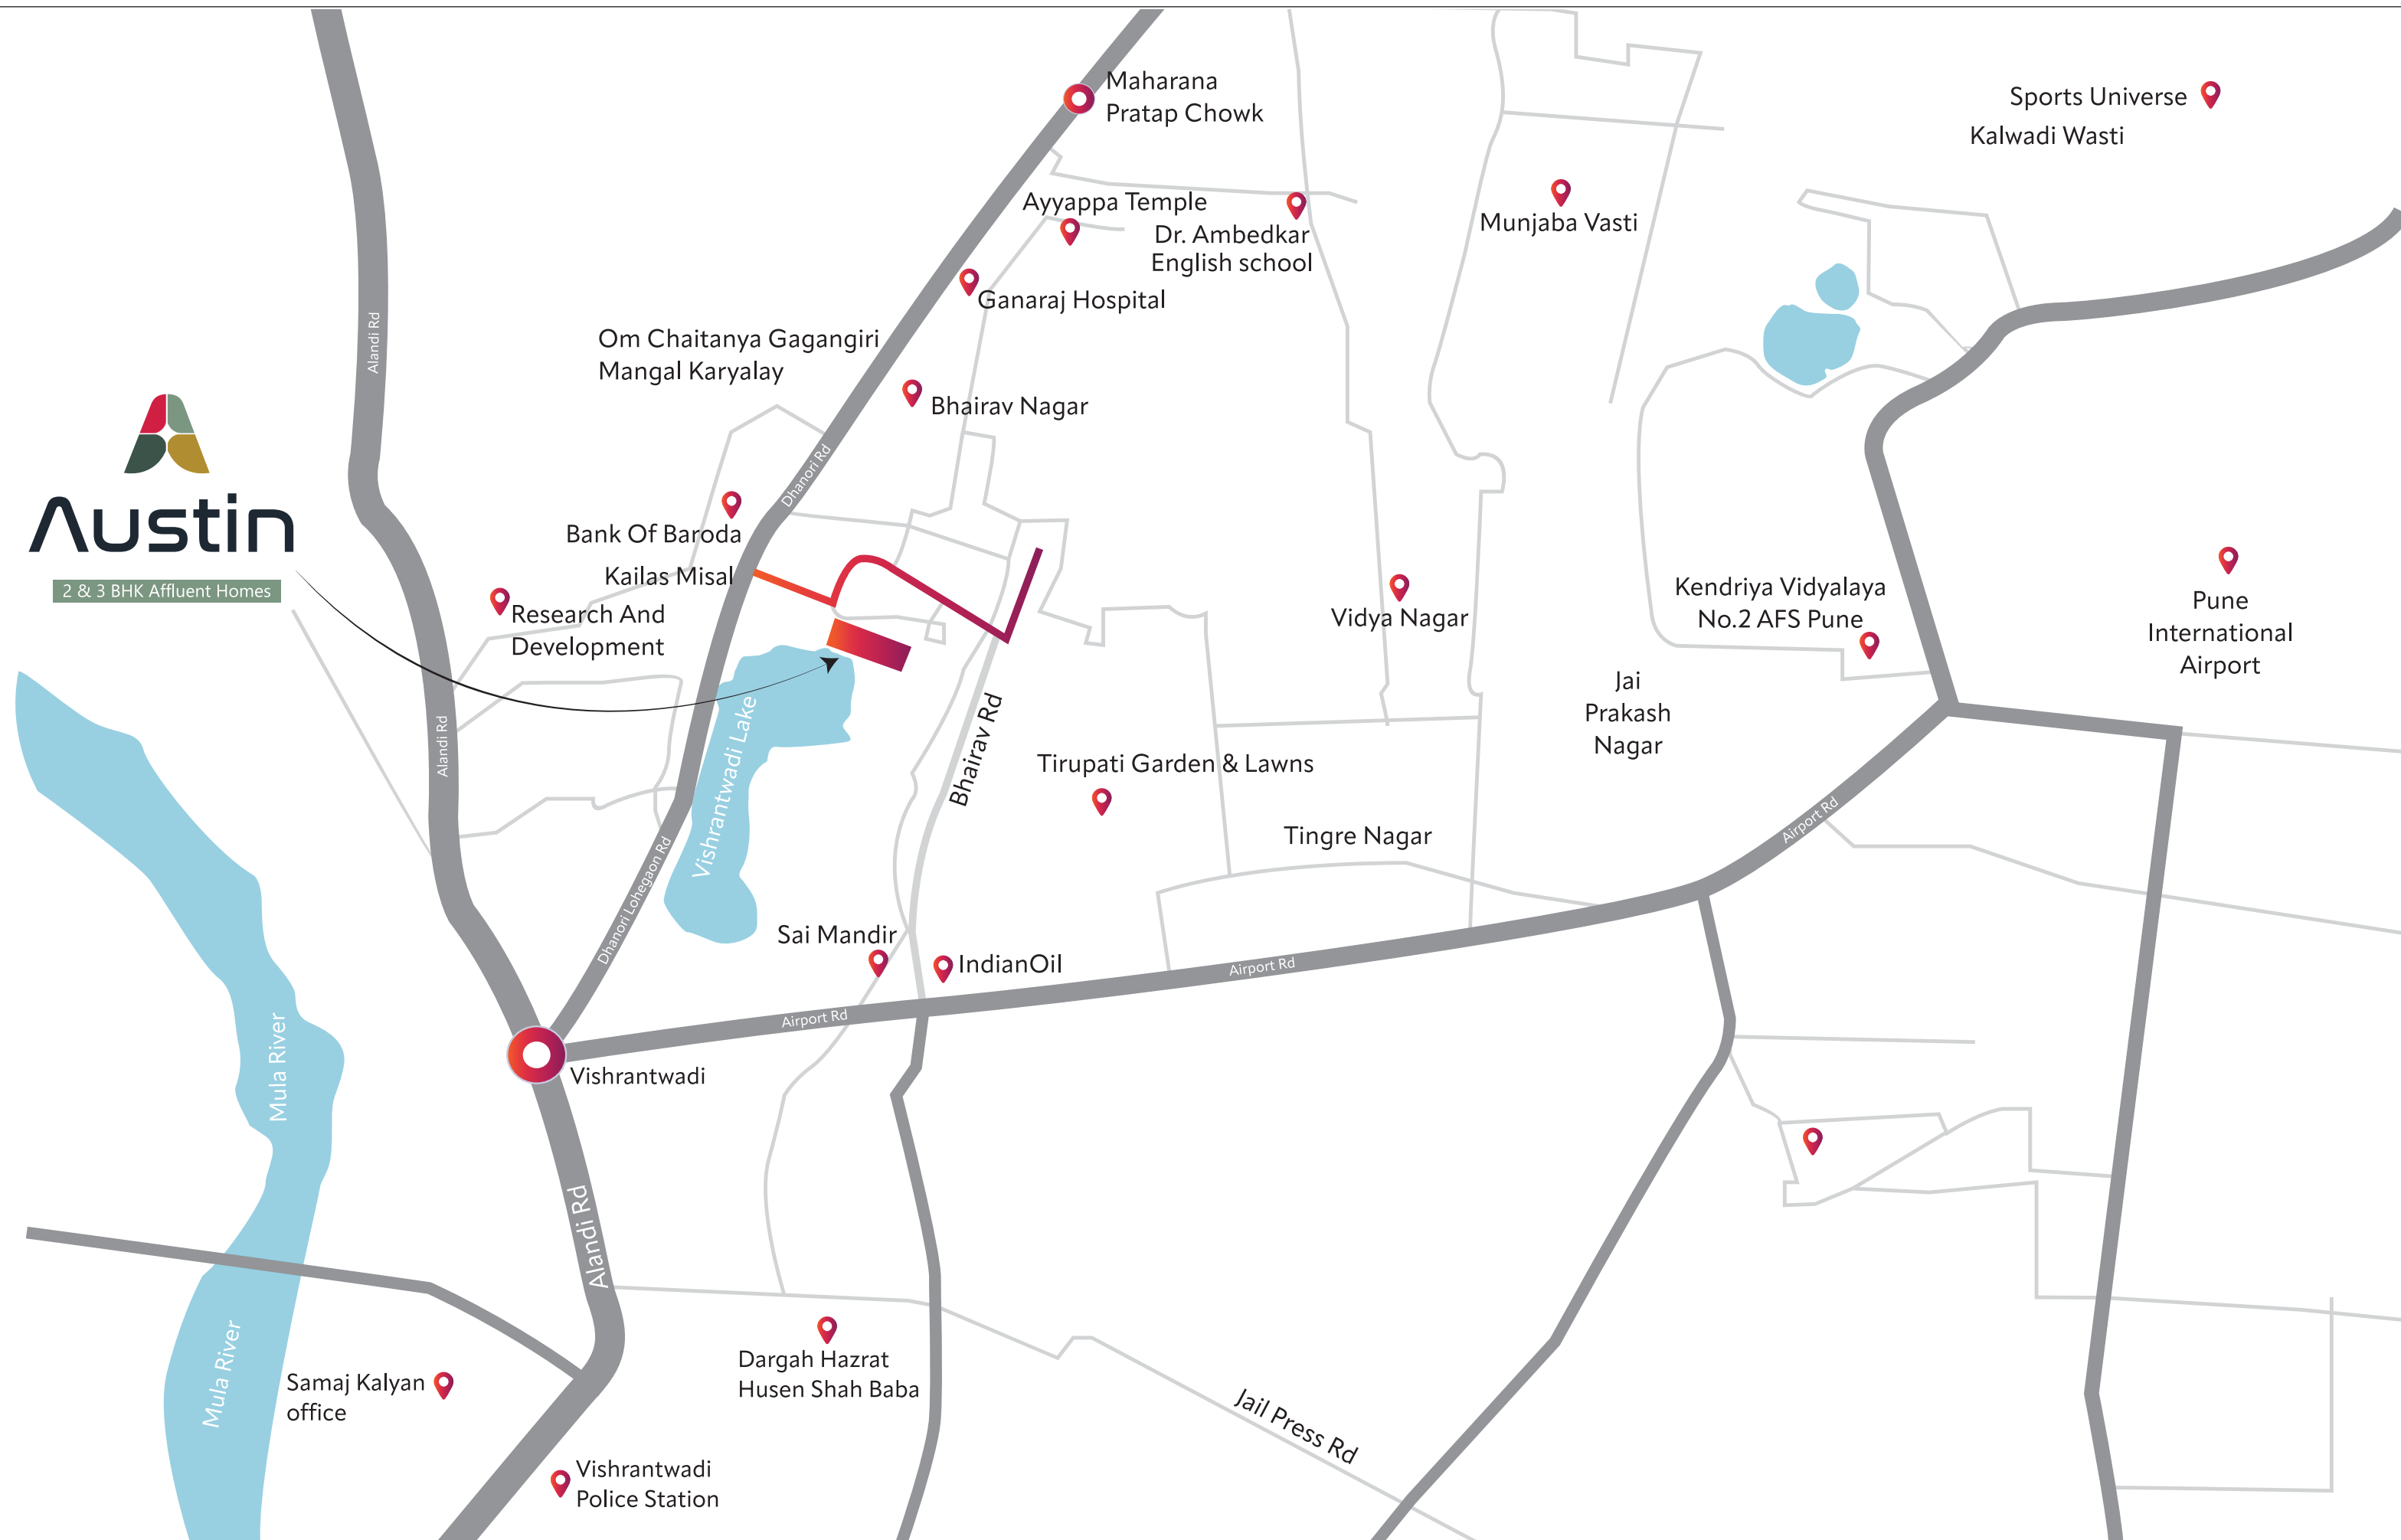 Maharana
Pratap Chowk
Sports Universe
Kalwadi Wasti
Ayyappa Temple
Dr. Ambedkar
English school
Munjaba Vasti
Ganaraj Hospital
Alandi Rd
Om Chaitanya Gagangiri
Mangal Karyalay
Bhairav Nagar
Dhanori Rd
Austin
2 & 3 BHK Affluent Homes
Bank Of Baroda
Kailas Misal
Research And
Development
Vidya Nagar
Kendriya Vidyalaya
No.2 AFS Pune
Pune
International
Airport
Jai
Prakash
Nagar
Alandi Rd
Vishrantwadi Lake
Bhairav Rd
Tirupati Garden & Lawns
Tingre Nagar
Airport Rd
Dhanori Lohegaon Rd
Sai Mandir
IndianOil
Airport Rd
Airport Rd
Mula River
Vishrantwadi
Alandi Rd
Mula River
Samaj Kalyan
office
Dargah Hazrat
Husen Shah Baba
Jail Press Rd
Vishrantwadi
Police Station